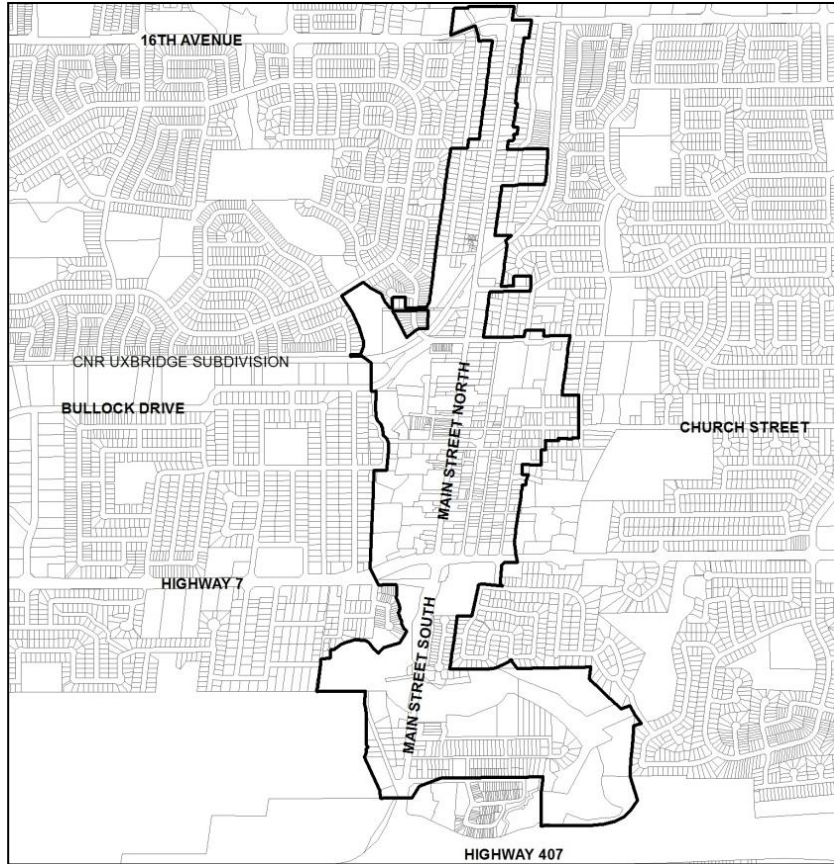 16TH AVENUE
CNR UXBRIDGE SUBDIVISION
MAIN STREET NORTH
BULLOCK DRIVE
CHURCH STREET
HIGHWAY 7
MAIN STREET SOUTH
HIGHWAY 407